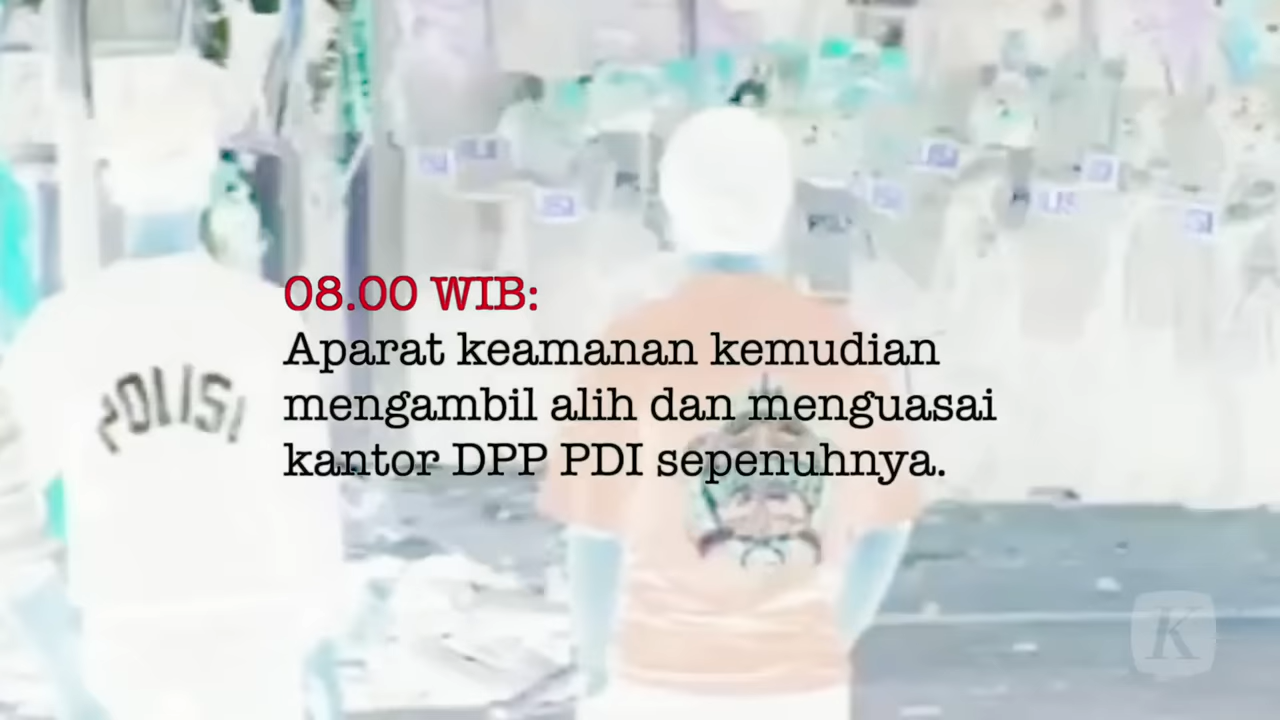 08.00 WIB:
Aparat keamanan kemudian
mengambil alih dan menguasai
kantor DPP PDI sepenuhnya.
POLISI
K